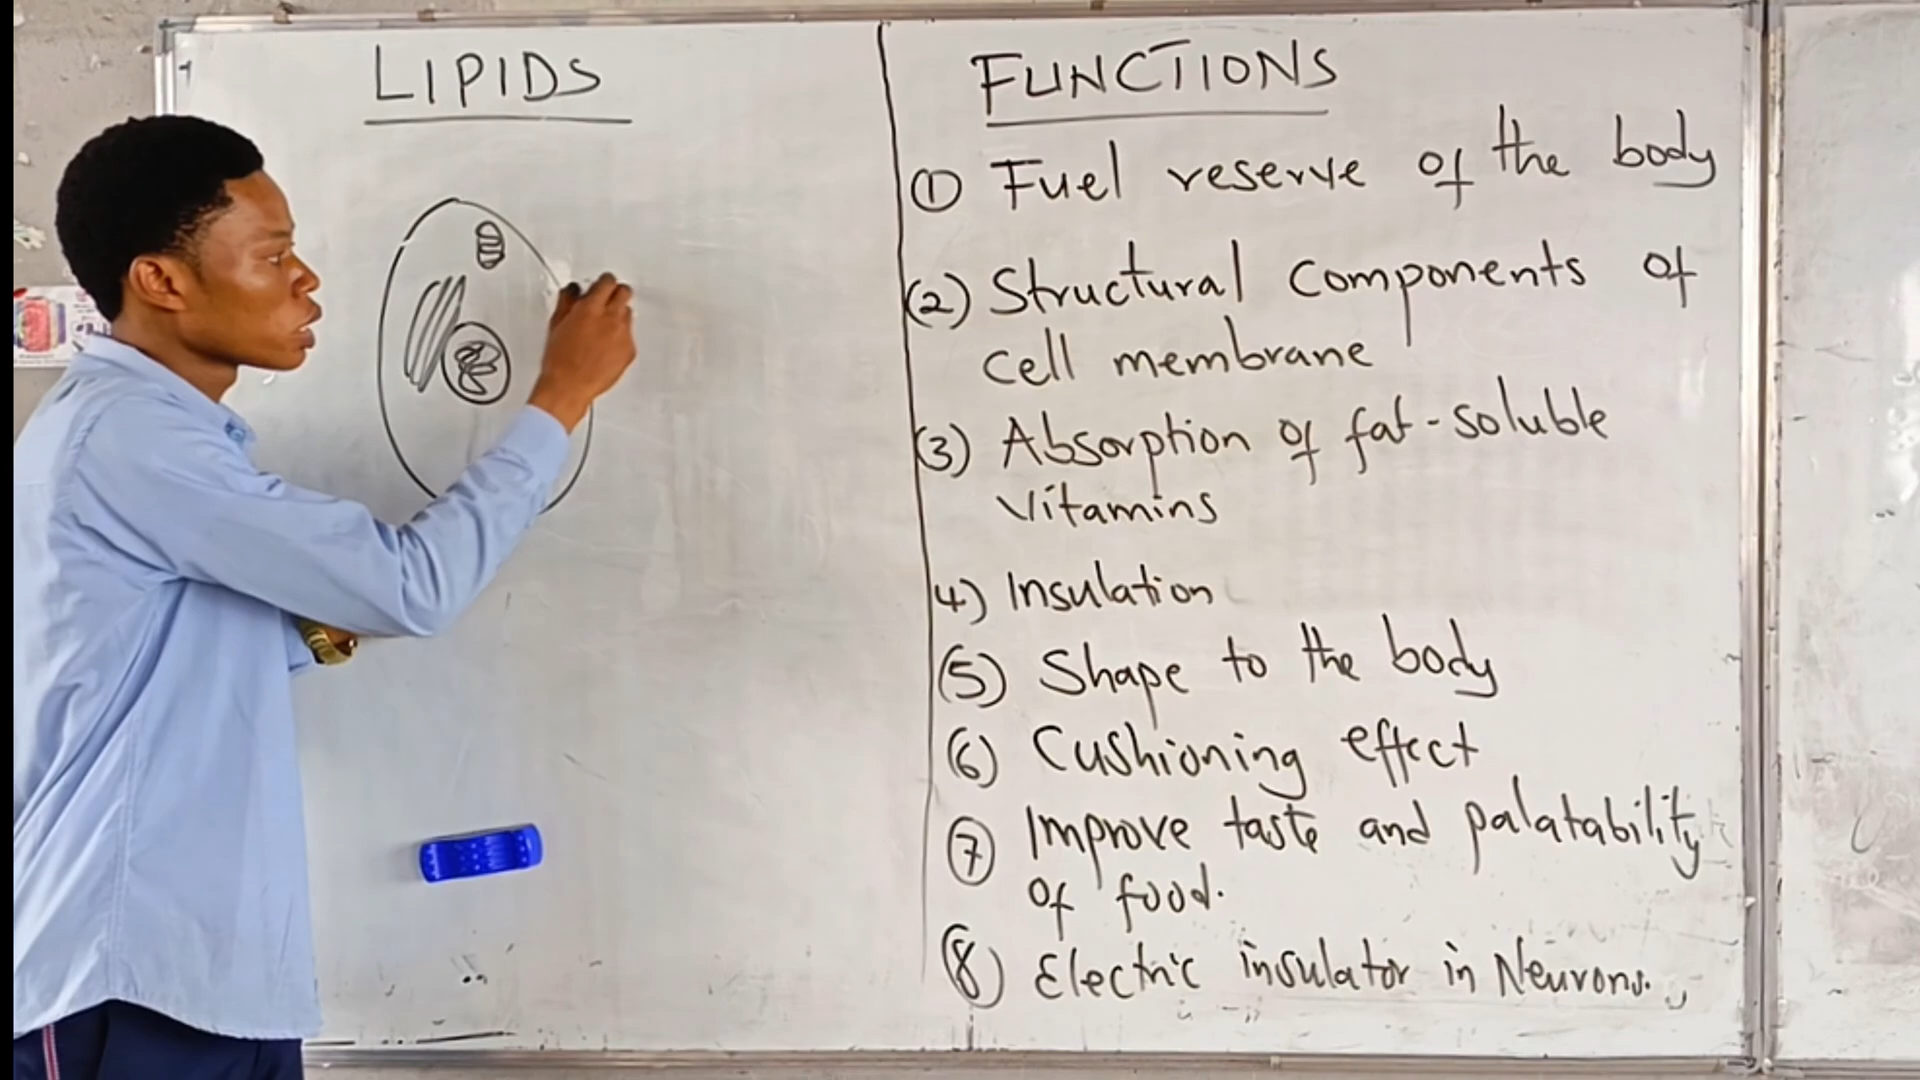 LIPIDS
FUNCTIONS
① Fuel reserve of the body
(2) Structural components of
cell membrane
(3) Absorption of fat-soluble
Vitamins
4) Insulation
(5) Shape to the body
(6) Cushioning effect
⑦ Improve taste and palatability
of food.
⑧ Electric insulator in Neurons.